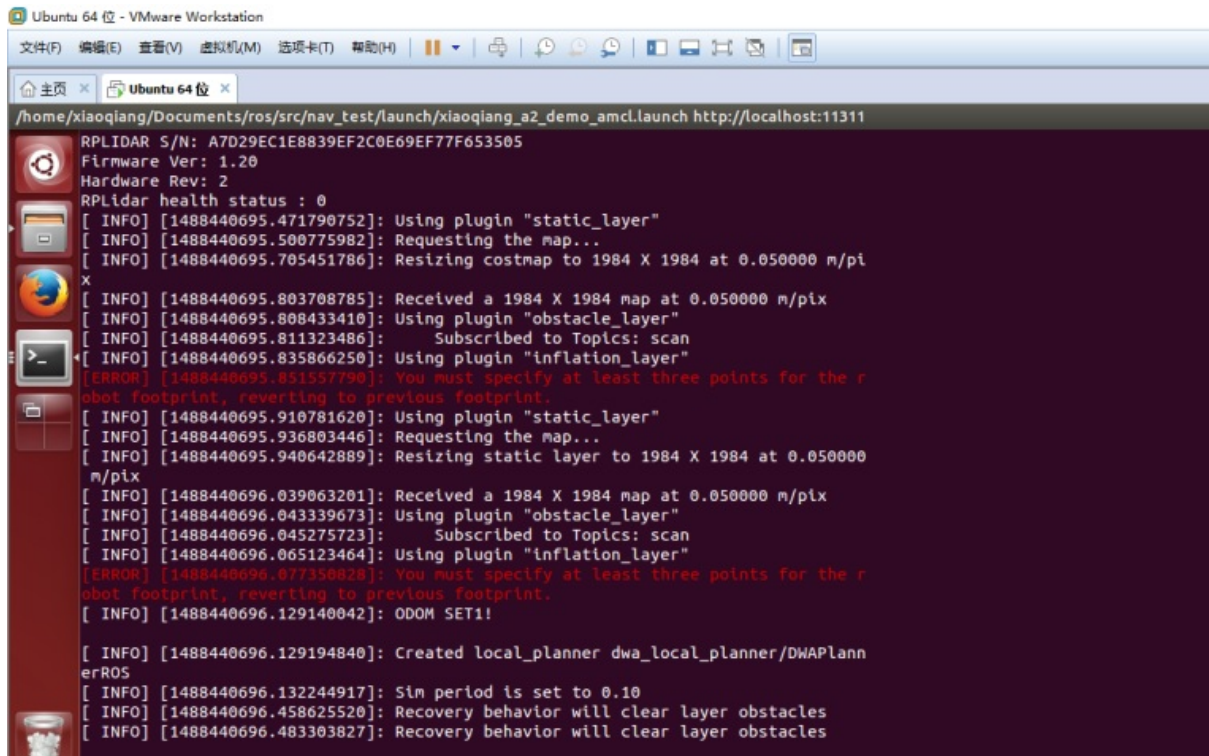 Ubuntu 64 位 - VMware Workstation
文件(F) 编辑(E) 查看(V) 虚拟机(M) 选项卡(T) 帮助(H)
主页 × Ubuntu 64 位 ×
/home/xiaoqiang/Documents/ros/src/nav_test/launch/xiaoqiang_a2_demo_amcl.launch http://localhost:11311
RPLIDAR S/N: A7D29EC1E8839EF2C0E69EF77F653505
Firmware Ver: 1.20
Hardware Rev: 2
RPLidar health status : 0
[ INFO] [1488440695.471790752]: Using plugin "static_layer"
[ INFO] [1488440695.500775982]: Requesting the map...
[ INFO] [1488440695.705451786]: Resizing costmap to 1984 X 1984 at 0.050000 m/pi
x
[ INFO] [1488440695.803708785]: Received a 1984 X 1984 map at 0.050000 m/pix
[ INFO] [1488440695.808433410]: Using plugin "obstacle_layer"
[ INFO] [1488440695.811323486]:     Subscribed to Topics: scan
[ INFO] [1488440695.835866250]: Using plugin "inflation_layer"
[ERROR] [1488440695.851557790]: You must specify at least three points for the r
obot footprint, reverting to previous footprint.
[ INFO] [1488440695.910781620]: Using plugin "static_layer"
[ INFO] [1488440695.936803446]: Requesting the map...
[ INFO] [1488440695.940642889]: Resizing static layer to 1984 X 1984 at 0.050000
 m/pix
[ INFO] [1488440696.039063201]: Received a 1984 X 1984 map at 0.050000 m/pix
[ INFO] [1488440696.043339673]: Using plugin "obstacle_layer"
[ INFO] [1488440696.045275723]:     Subscribed to Topics: scan
[ INFO] [1488440696.065123464]: Using plugin "inflation_layer"
[ERROR] [1488440696.077350828]: You must specify at least three points for the r
obot footprint, reverting to previous footprint.
[ INFO] [1488440696.129140042]: ODOM SET1!
[ INFO] [1488440696.129194840]: Created local_planner dwa_local_planner/DWAPlann
erROS
[ INFO] [1488440696.132244917]: Sim period is set to 0.10
[ INFO] [1488440696.458625520]: Recovery behavior will clear layer obstacles
[ INFO] [1488440696.483303827]: Recovery behavior will clear layer obstacles